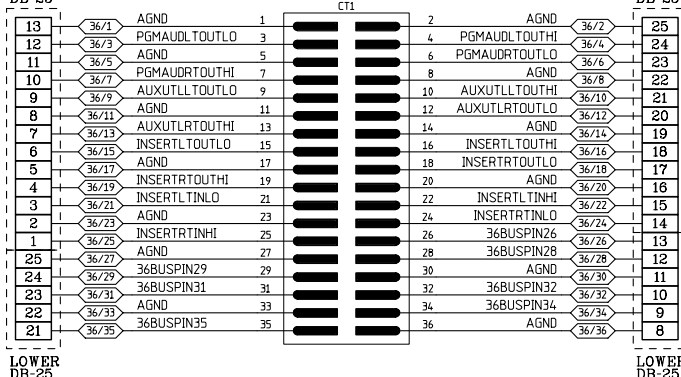 CT1
13 36/1 AGND 1 2 AGND 36/2 25
12 36/3 PGMAUDLTOUTLO 3 4 PGMAUDLTOUTHI 36/4 24
11 36/5 AGND 5 6 PGMAUDRTOUTLO 36/6 23
10 36/7 PGMAUDRTOUTHI 7 8 AGND 36/8 22
9 36/9 AUXUTLLTOUTLO 9 10 AUXUTLLTOUTHI 36/10 21
8 36/11 AGND 11 12 AUXUTLRTOUTLO 36/12 20
7 36/13 AUXUTLRTOUTHI 13 14 AGND 36/14 19
6 36/15 INSERTLTOUTLO 15 16 INSERTLTOUTHI 36/16 18
5 36/17 AGND 17 18 INSERTRTOUTLO 36/18 17
4 36/19 INSERTRTOUTHI 19 20 AGND 36/20 16
3 36/21 INSERTLTINLO 21 22 INSERTLTINHI 36/22 15
2 36/23 AGND 23 24 INSERTRTINLO 36/24 14
1 36/25 INSERTRTINHI 25 26 36BUSPIN26 36/26 13
25 36/27 AGND 27 28 36BUSPIN28 36/28 12
24 36/29 36BUSPIN29 29 30 AGND 36/30 11
23 36/31 36BUSPIN31 31 32 36BUSPIN32 36/32 10
22 36/33 AGND 33 34 36BUSPIN34 36/34 9
21 36/35 36BUSPIN35 35 36 AGND 36/36 8
LOWER LOWER
DB-25 DB-25